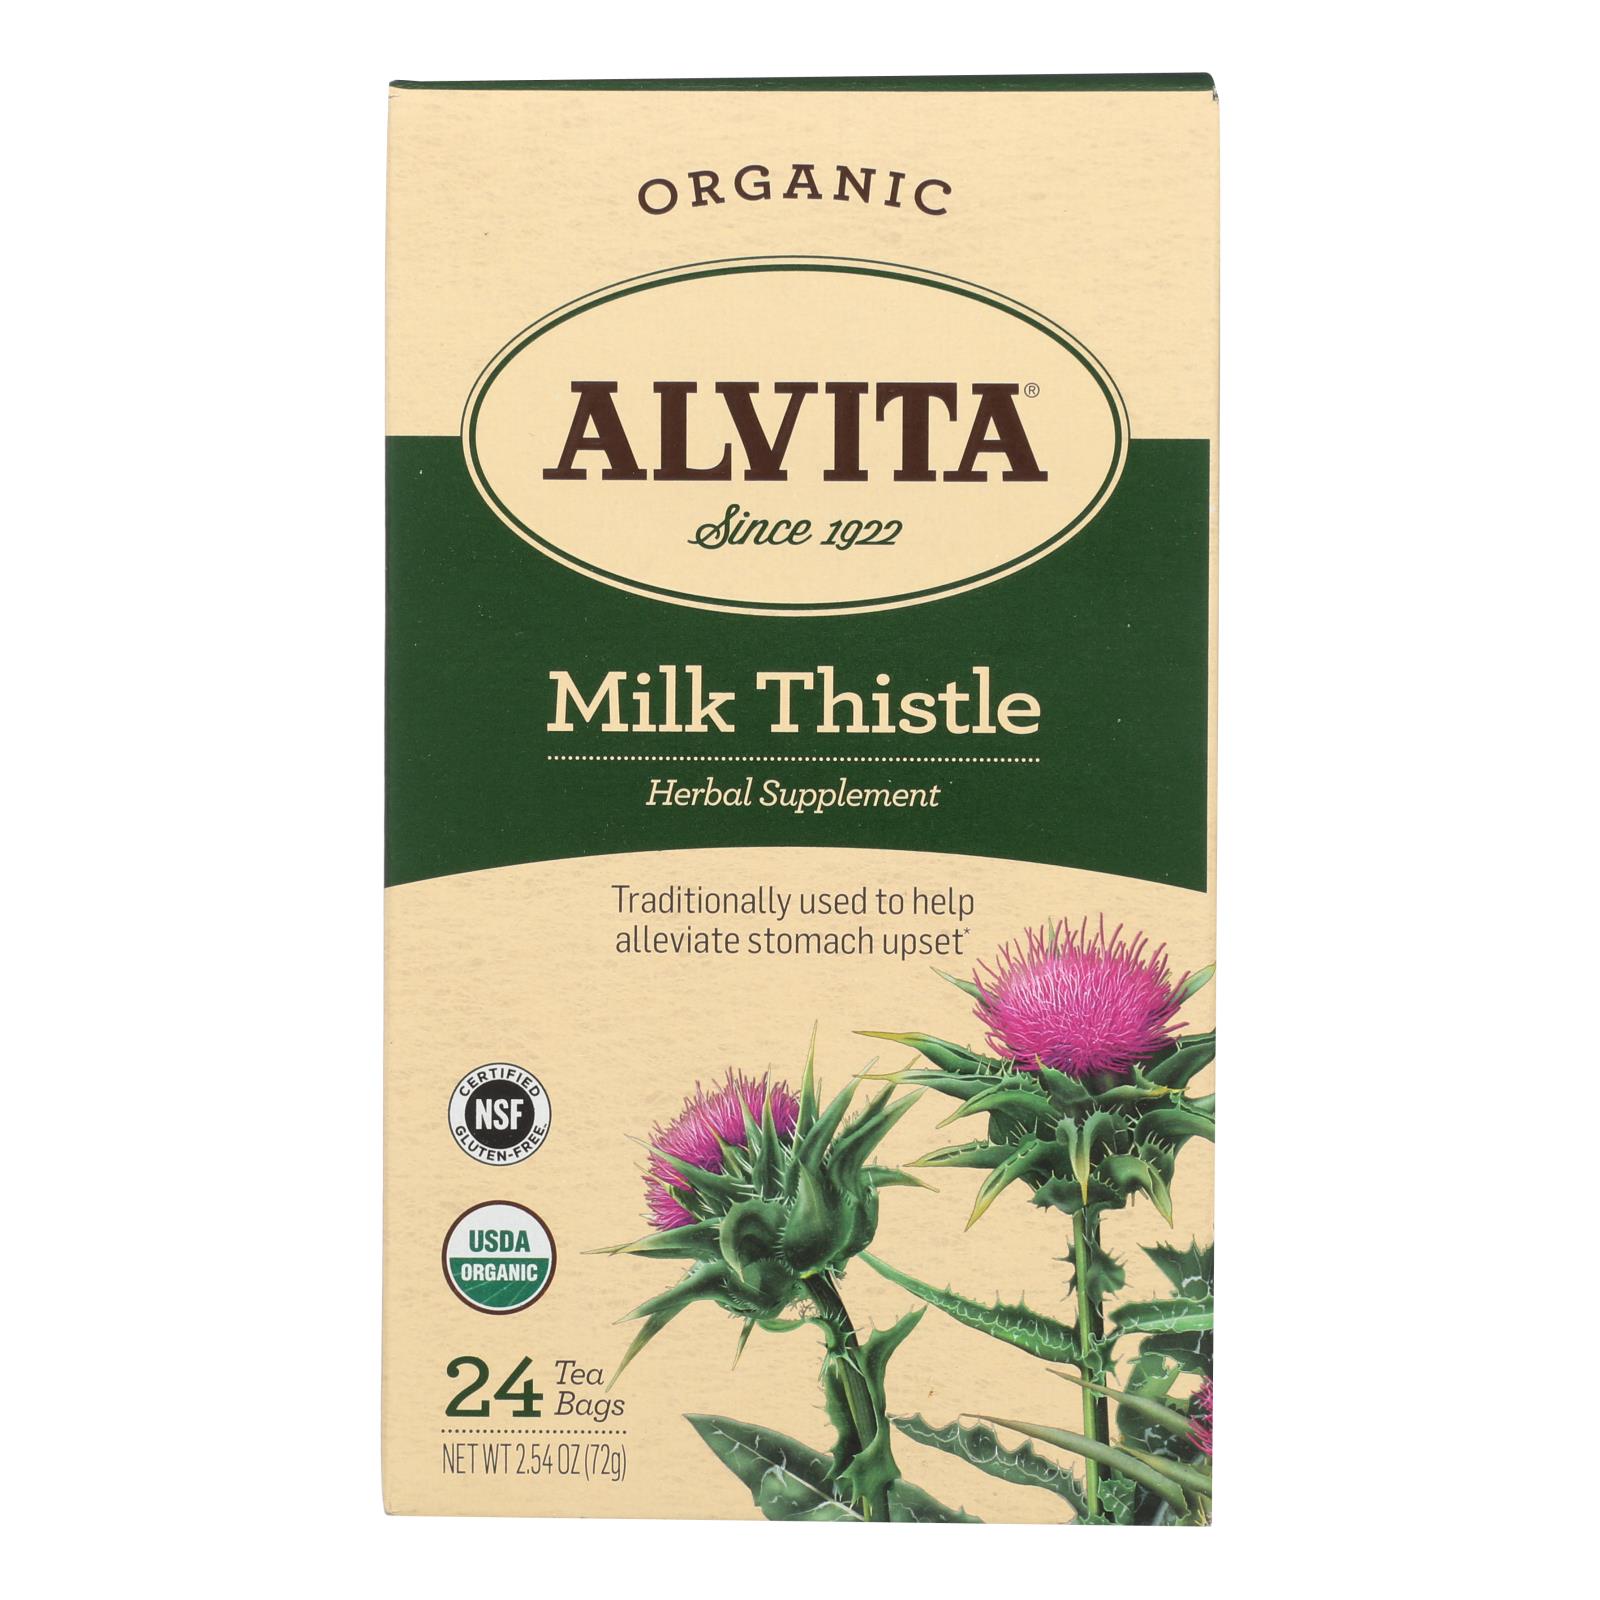 ORGANIC
ALVITA®
Since 1922
Milk Thistle
Herbal Supplement
Traditionally used to help
alleviate stomach upset*
CERTIFIED
NSF
GLUTEN-FREE™
USDA
ORGANIC
24 Tea
Bags
NET WT 2.54 OZ (72g)